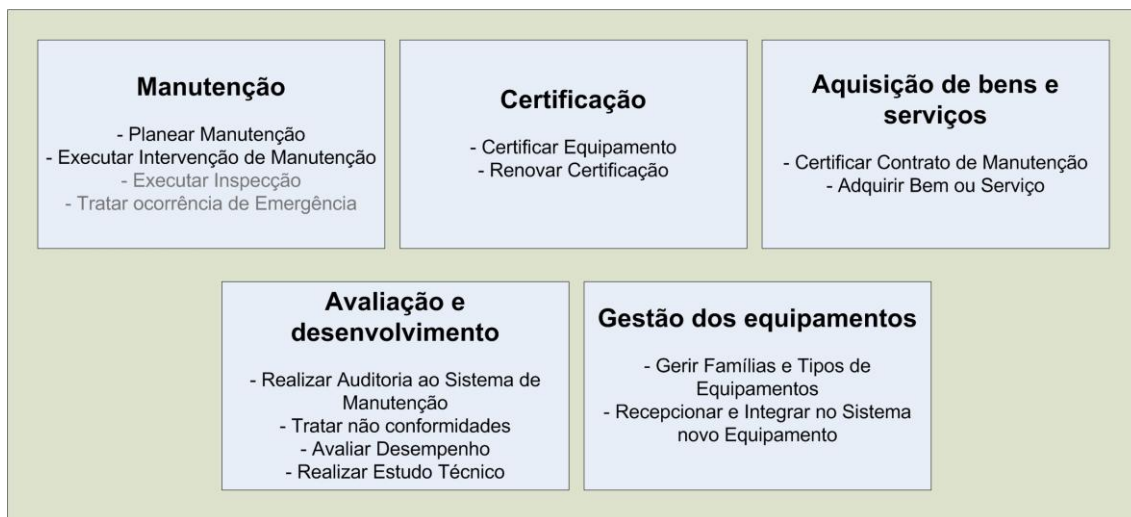 Manutenção
- Planear Manutenção
- Executar Intervenção de Manutenção
- Executar Inspecção
- Tratar ocorrência de Emergência
Certificação
- Certificar Equipamento
- Renovar Certificação
Aquisição de bens e
serviços
- Certificar Contrato de Manutenção
- Adquirir Bem ou Serviço
Avaliação e
desenvolvimento
- Realizar Auditoria ao Sistema de
Manutenção
- Tratar não conformidades
- Avaliar Desempenho
- Realizar Estudo Técnico
Gestão dos equipamentos
- Gerir Famílias e Tipos de
Equipamentos
- Recepcionar e Integrar no Sistema
novo Equipamento